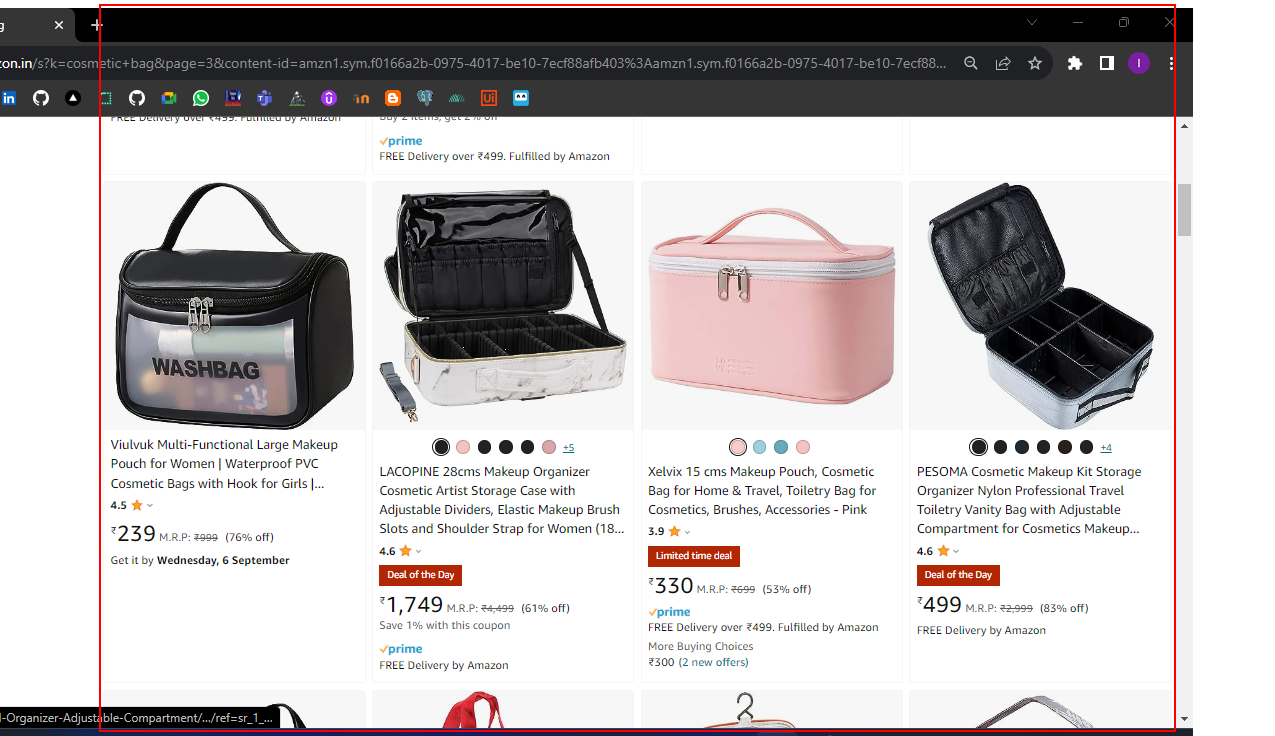 g
zon.in/s?k=cosmetic+bag&page=3&content-id=amzn1.sym.f0166a2b-0975-4017-be10-7ecf88afb403%3Aamzn1.sym.f0166a2b-0975-4017-be10-7ecf88...
I
in
Ui
FREE Delivery over ₹499. Fulfilled by Amazon
Buy 2 items, get 2% off
prime
FREE Delivery over ₹499. Fulfilled by Amazon
WASHBAG
Viulvuk Multi-Functional Large Makeup
Pouch for Women | Waterproof PVC
Cosmetic Bags with Hook for Girls |...
4.5
₹239 M.R.P: ₹999 (76% off)
Get it by Wednesday, 6 September
+5
LACOPINE 28cms Makeup Organizer
Cosmetic Artist Storage Case with
Adjustable Dividers, Elastic Makeup Brush
Slots and Shoulder Strap for Women (18...
4.6
Deal of the Day
₹1,749 M.R.P: ₹4,499 (61% off)
Save 1% with this coupon
prime
FREE Delivery by Amazon
Xelvix 15 cms Makeup Pouch, Cosmetic
Bag for Home & Travel, Toiletry Bag for
Cosmetics, Brushes, Accessories - Pink
3.9
Limited time deal
₹330 M.R.P: ₹699 (53% off)
prime
FREE Delivery over ₹499. Fulfilled by Amazon
More Buying Choices
₹300 (2 new offers)
+4
PESOMA Cosmetic Makeup Kit Storage
Organizer Nylon Professional Travel
Toiletry Vanity Bag with Adjustable
Compartment for Cosmetics Makeup...
4.6
Deal of the Day
₹499 M.R.P: ₹2,999 (83% off)
FREE Delivery by Amazon
l-Organizer-Adjustable-Compartment/.../ref=sr_1_...